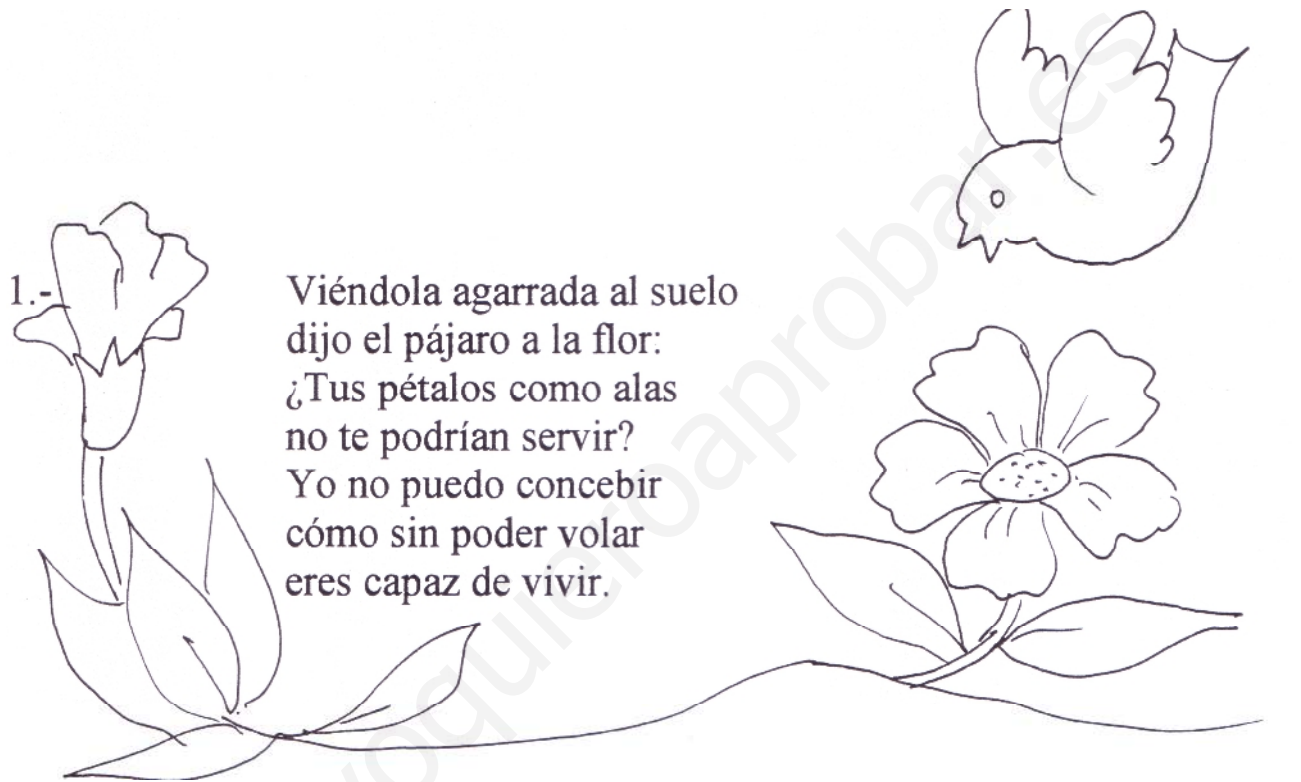 1.- Viéndola agarrada al suelo
dijo el pájaro a la flor:
¿Tus pétalos como alas
no te podrían servir?
Yo no puedo concebir
cómo sin poder volar
eres capaz de vivir.
yoquieroaprobar.es